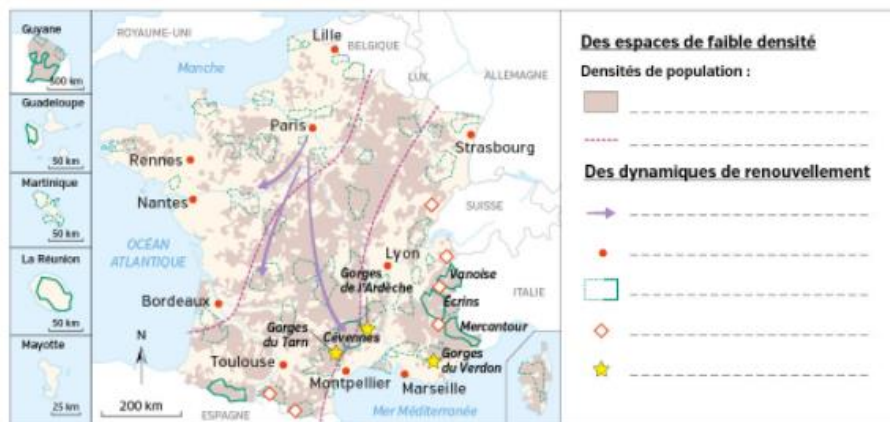 Guyane
500 km
Guadeloupe
50 km
Martinique
50 km
La Réunion
50 km
Mayotte
25 km
ROYAUME-UNI
Lille
BELGIQUE
Manche
LUX.
ALLEMAGNE
Paris
Rennes
Strasbourg
Nantes
SUISSE
OCÉAN
ATLANTIQUE
Lyon
Gorges
de l'Ardèche
Vanoise
ITALIE
Écrins
Bordeaux
Mercantour
N
Gorges
du Tarn
Cévennes
Gorges
du Verdon
Toulouse
Montpellier
Marseille
200 km
ESPAGNE
Mer Méditerranée
Des espaces de faible densité
Densités de population :
Des dynamiques de renouvellement